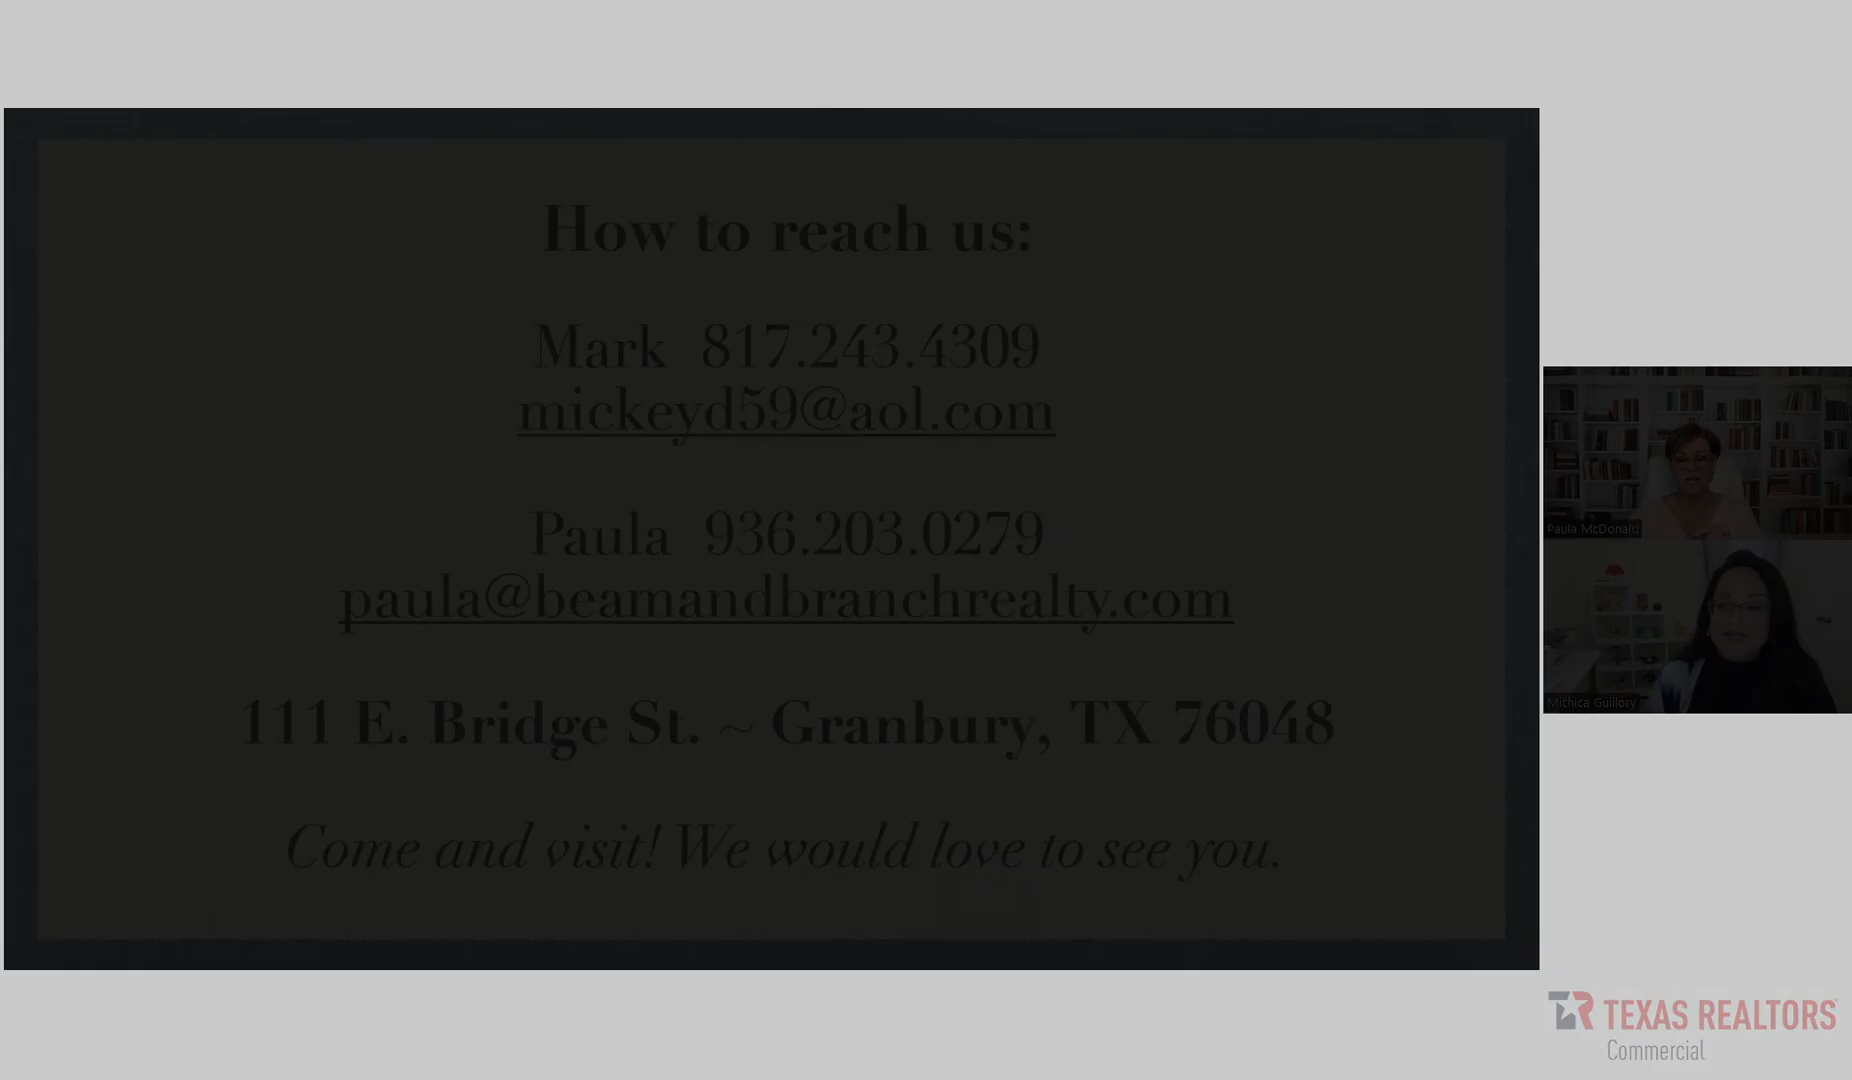 How to reach us:
Mark 817.243.4309
mickeyd59@aol.com
Paula 936.203.0279
paula@beamandbranchrealty.com
111 E. Bridge St. ~ Granbury, TX 76048
Come and visit! We would love to see you.
Paula McDonald
Michica Guillory
TEXAS REALTORS
Commercial